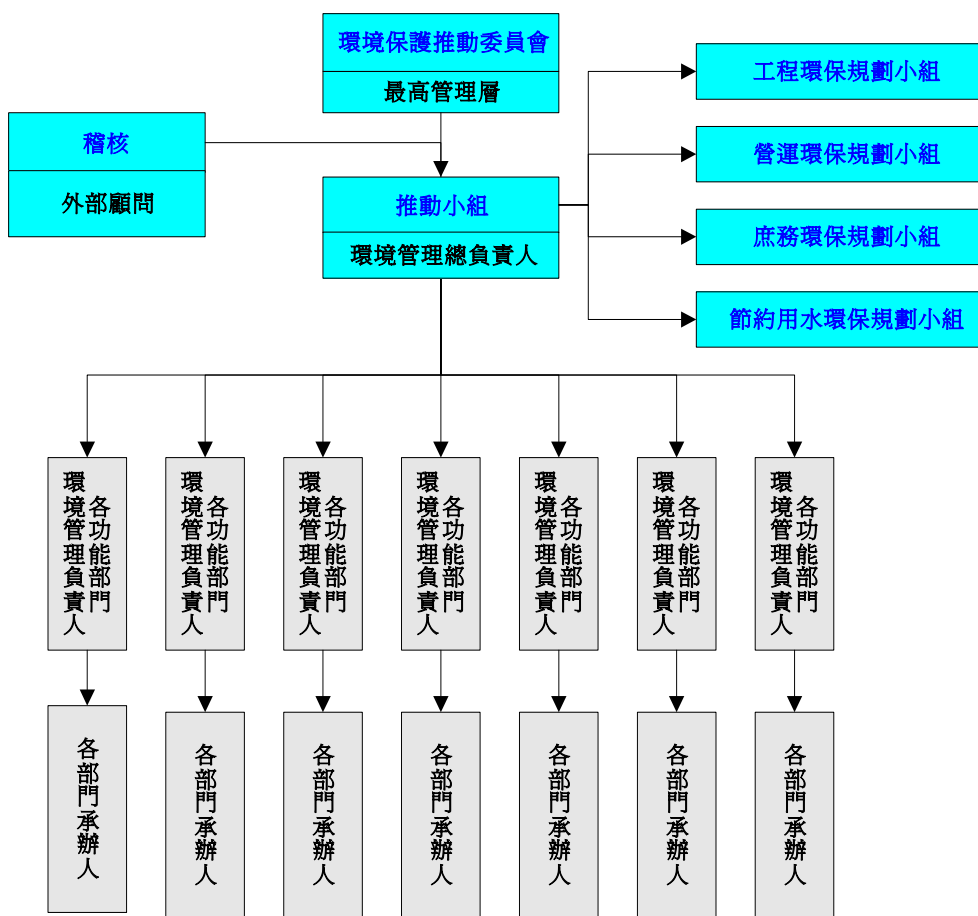 環境保護推動委員會
最高管理層
工程環保規劃小組
稽核
外部顧問
營運環保規劃小組
推動小組
環境管理總負責人
庶務環保規劃小組
節約用水環保規劃小組
各功能部門
環境管理負責人
各功能部門
環境管理負責人
各功能部門
環境管理負責人
各功能部門
環境管理負責人
各功能部門
環境管理負責人
各功能部門
環境管理負責人
各功能部門
環境管理負責人
各部門承辦人
各部門承辦人
各部門承辦人
各部門承辦人
各部門承辦人
各部門承辦人
各部門承辦人